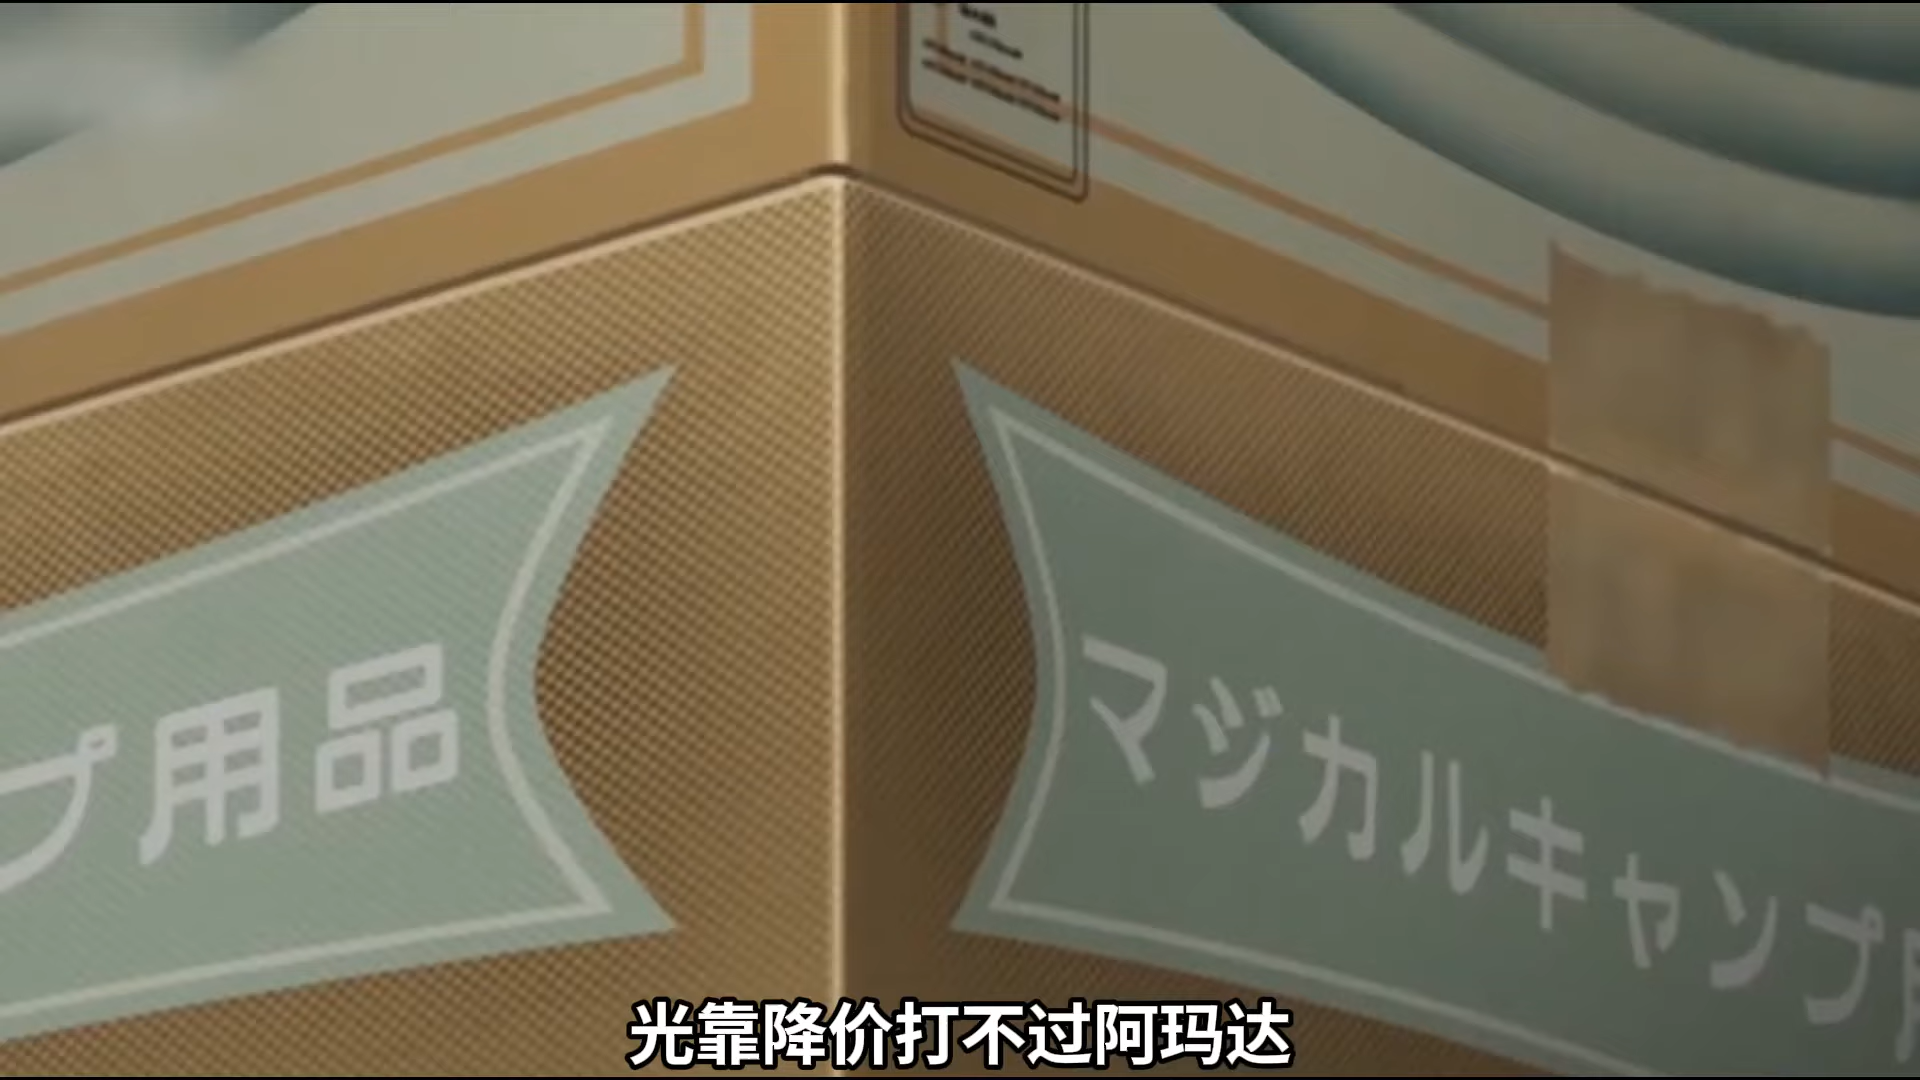 プ用品
マジカルキャンプ用
光靠降价打不过阿玛达